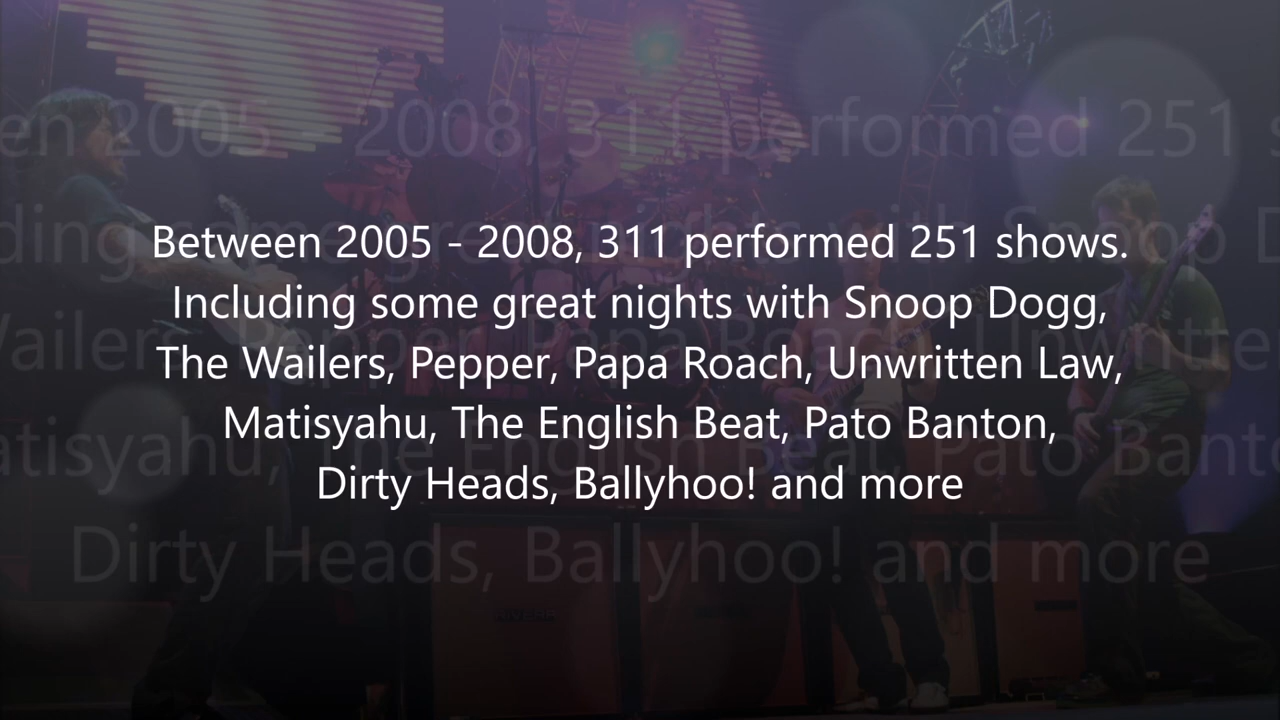 Between 2005 - 2008, 311 performed 251 shows.
Including some great nights with Snoop Dogg,
The Wailers, Pepper, Papa Roach, Unwritten Law,
Matisyahu, The English Beat, Pato Banton,
Dirty Heads, Ballyhoo! and more